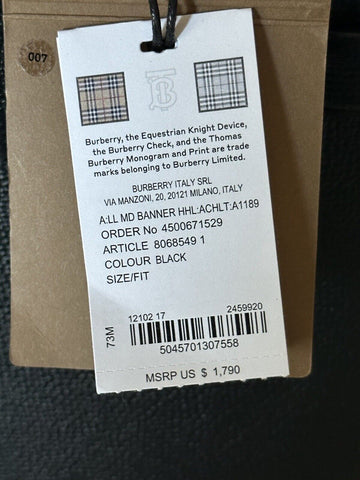 007
Burberry, the Equestrian Knight Device,
the Burberry Check, and the Thomas
Burberry Monogram and Print are trade
marks belonging to Burberry Limited.
BURBERRY ITALY SRL
VIA MANZONI, 20, 20121 MILANO, ITALY
A:LL MD BANNER HHL:ACHLT:A1189
ORDER No 4500671529
ARTICLE 8068549 1
COLOUR BLACK
SIZE/FIT
73M
12102 17 2459920
5045701307558
MSRP US $ 1,790